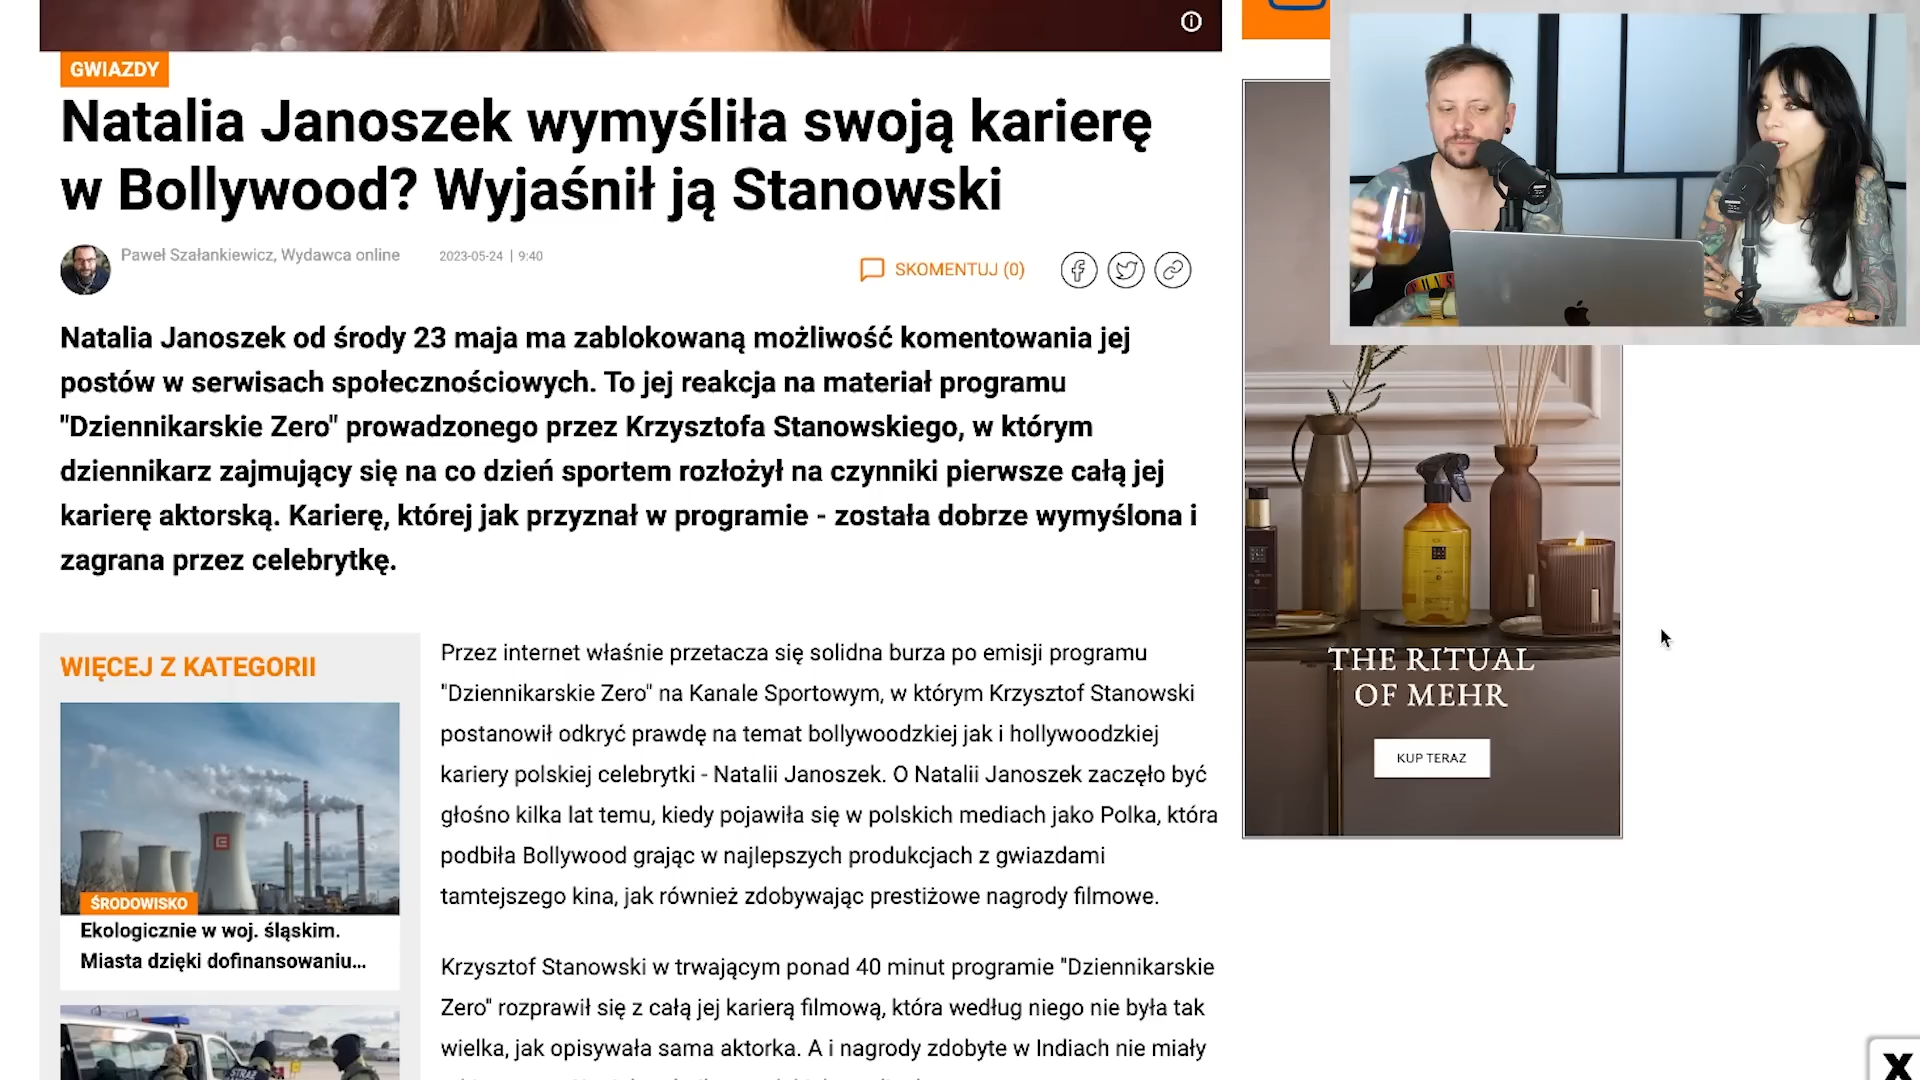 GWIAZDY
Natalia Janoszek wymyśliła swoją karierę
w Bollywood? Wyjaśnił ją Stanowski
Paweł Szałankiewicz, Wydawca online
2023-05-24 | 9:40
SKOMENTUJ (0)
Natalia Janoszek od środy 23 maja ma zablokowaną możliwość komentowania jej
postów w serwisach społecznościowych. To jej reakcja na materiał programu
"Dziennikarskie Zero" prowadzonego przez Krzysztofa Stanowskiego, w którym
dziennikarz zajmujący się na co dzień sportem rozłożył na czynniki pierwsze całą jej
karierę aktorską. Karierę, której jak przyznał w programie - została dobrze wymyślona i
zagrana przez celebrytkę.
WIĘCEJ Z KATEGORII
ŚRODOWISKO
Ekologicznie w woj. śląskim.
Miasta dzięki dofinansowaniu...
STRAŻ
Przez internet właśnie przetacza się solidna burza po emisji programu
"Dziennikarskie Zero" na Kanale Sportowym, w którym Krzysztof Stanowski
postanowił odkryć prawdę na temat bollywoodzkiej jak i hollywoodzkiej
kariery polskiej celebrytki - Natalii Janoszek. O Natalii Janoszek zaczęło być
głośno kilka lat temu, kiedy pojawiła się w polskich mediach jako Polka, która
podbiła Bollywood grając w najlepszych produkcjach z gwiazdami
tamtejszego kina, jak również zdobywając prestiżowe nagrody filmowe.
Krzysztof Stanowski w trwającym ponad 40 minut programie "Dziennikarskie
Zero" rozprawił się z całą jej karierą filmową, która według niego nie była tak
wielka, jak opisywała sama aktorka. A i nagrody zdobyte w Indiach nie miały
THE RITUAL
OF MEHR
KUP TERAZ
X